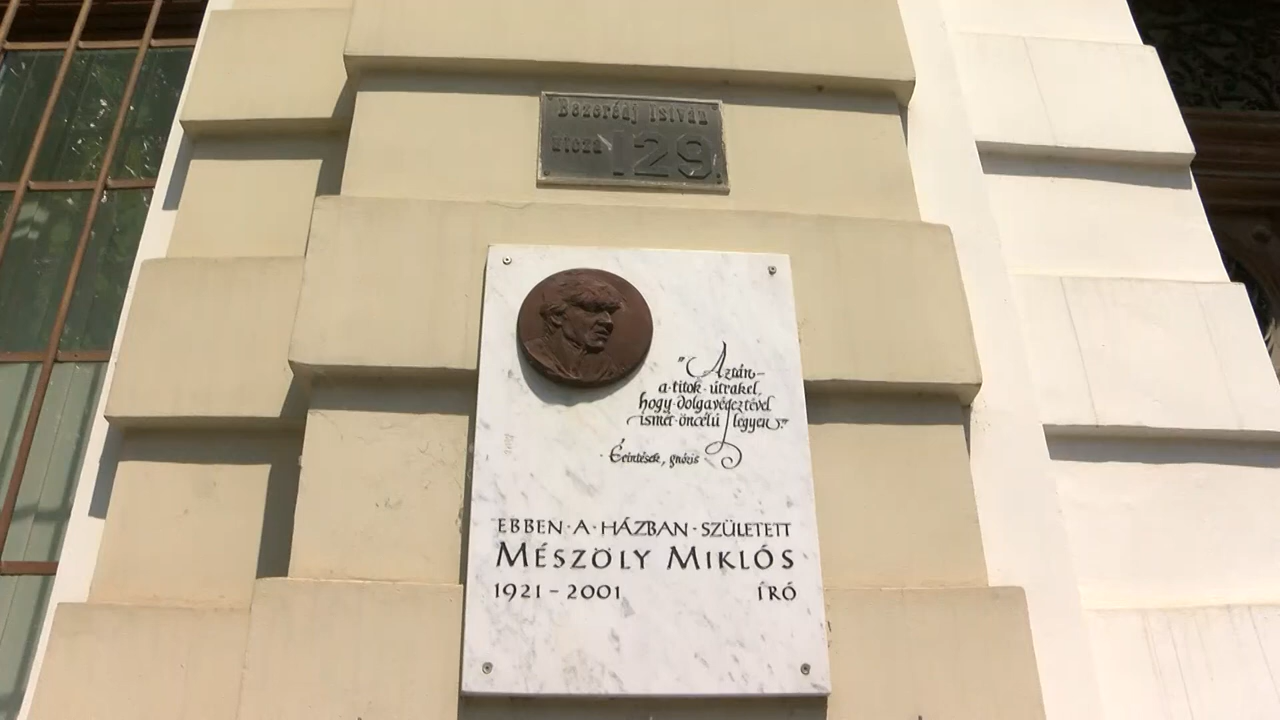 Bezerédj István
utcza 129.
"Aztán –
a·titok·útrakel,
hogy·dolgavégeztével
ismét·öncélú legyen."
Érintések, gnózis·
EBBEN·A·HÁZBAN·SZÜLETETT
MÉSZÖLY MIKLÓS
1921 – 2001 ÍRÓ